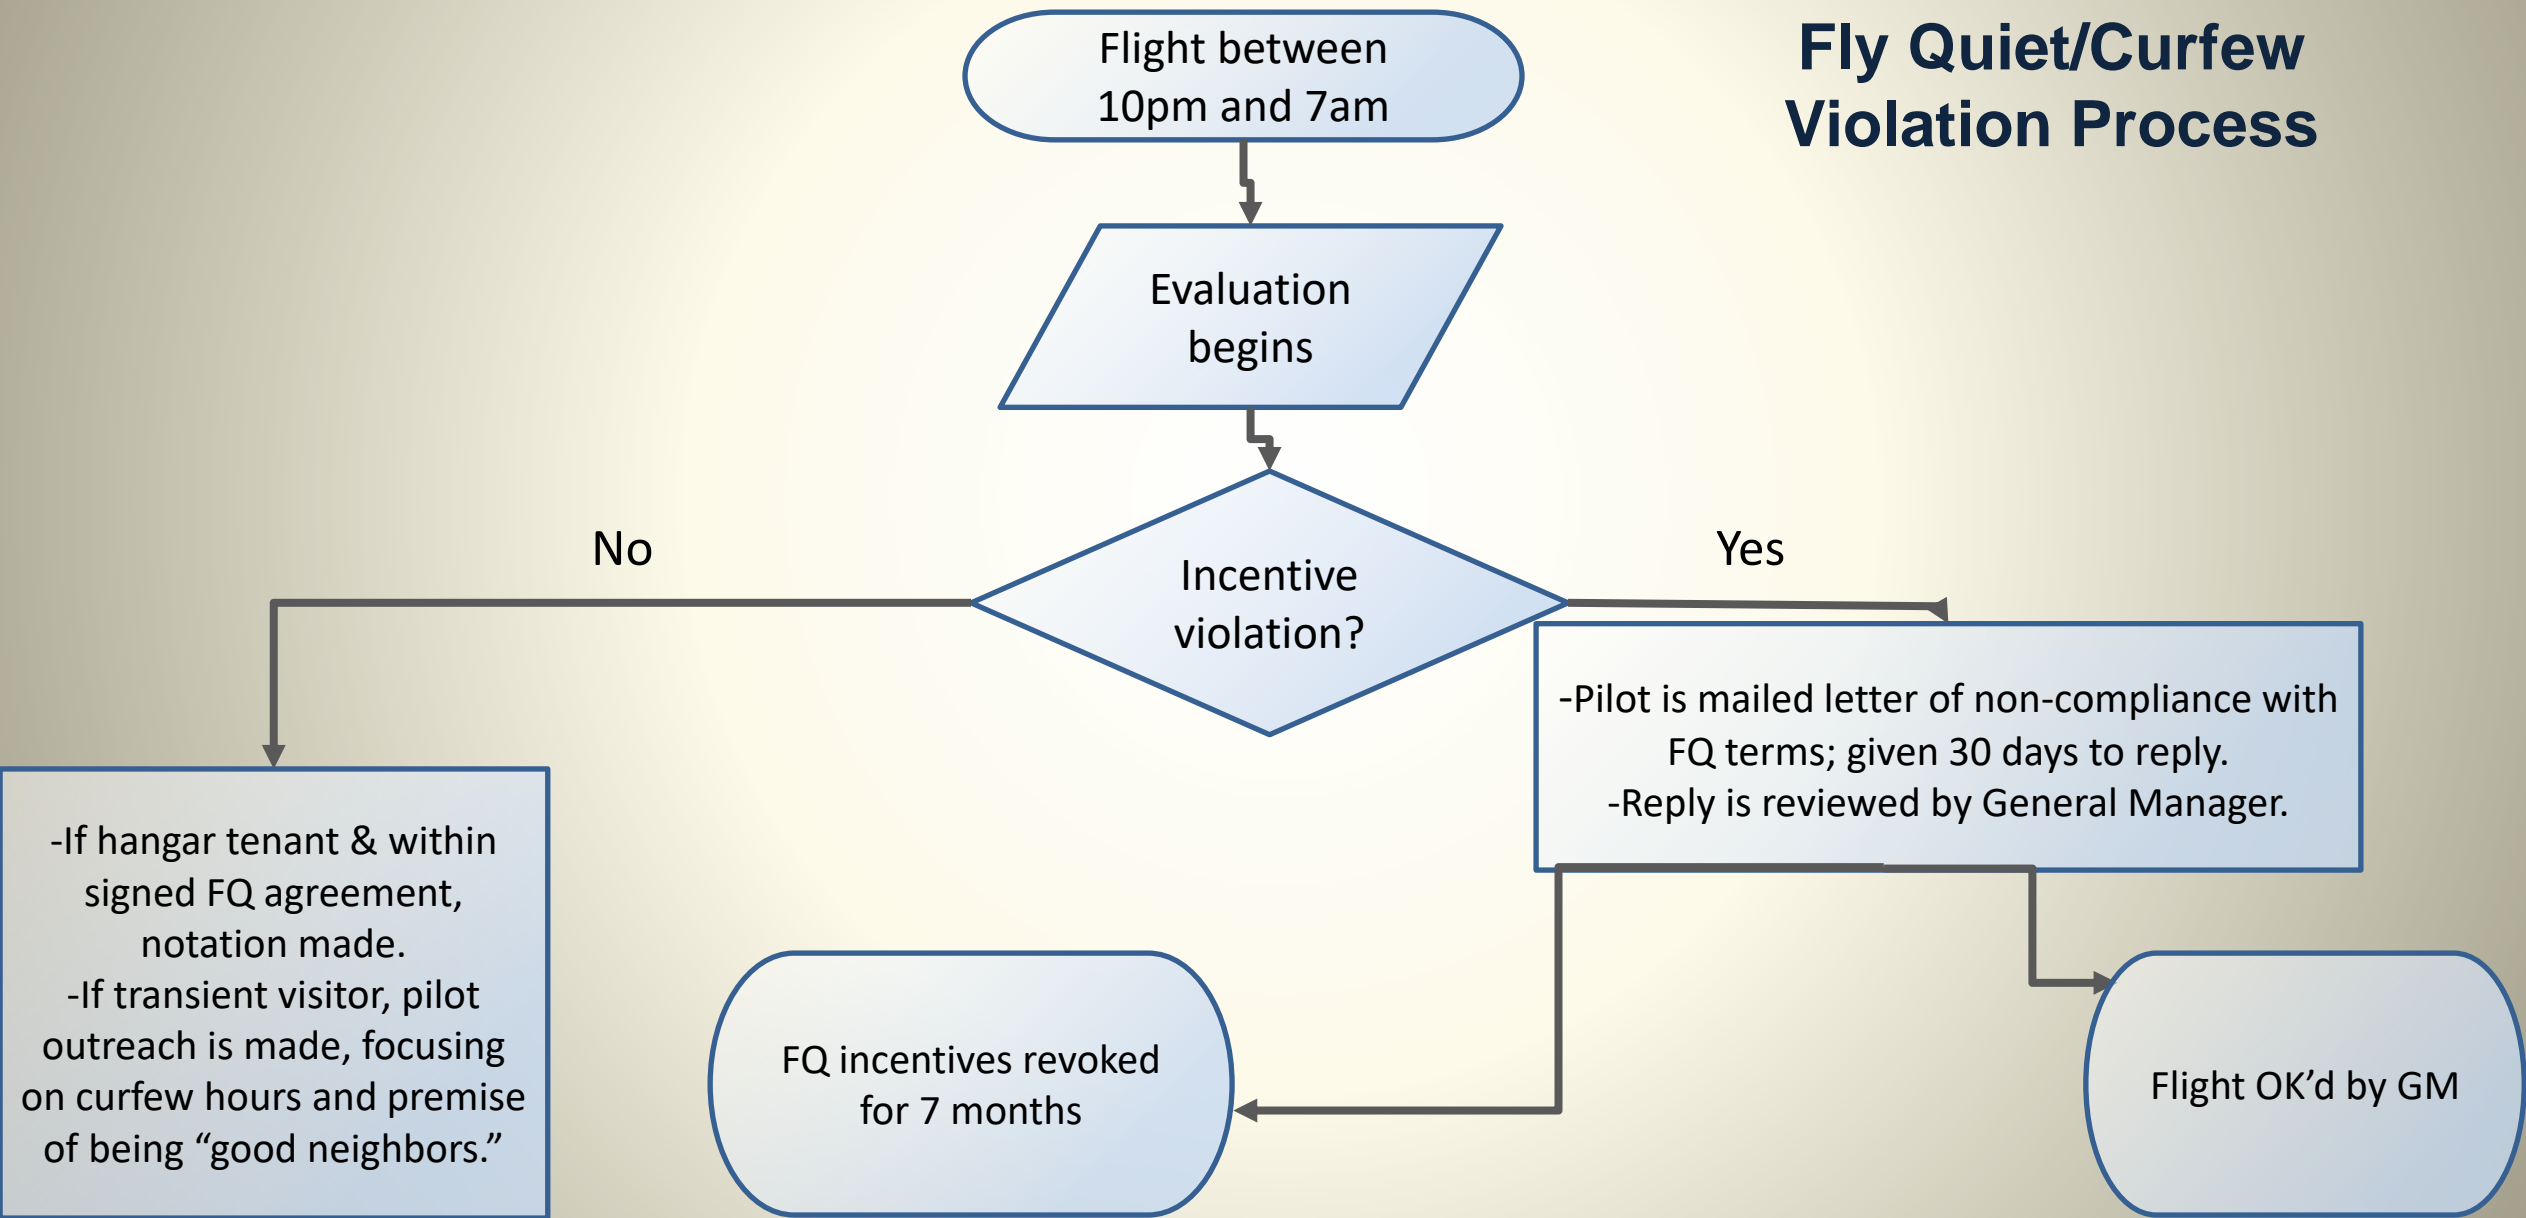 Fly Quiet/Curfew
Violation Process
Flight between
10pm and 7am
Evaluation
begins
Incentive
violation?
No
Yes
-Pilot is mailed letter of non-compliance with
FQ terms; given 30 days to reply.
-Reply is reviewed by General Manager.
-If hangar tenant & within
signed FQ agreement,
notation made.
-If transient visitor, pilot
outreach is made, focusing
on curfew hours and premise
of being “good neighbors.”
FQ incentives revoked
for 7 months
Flight OK’d by GM